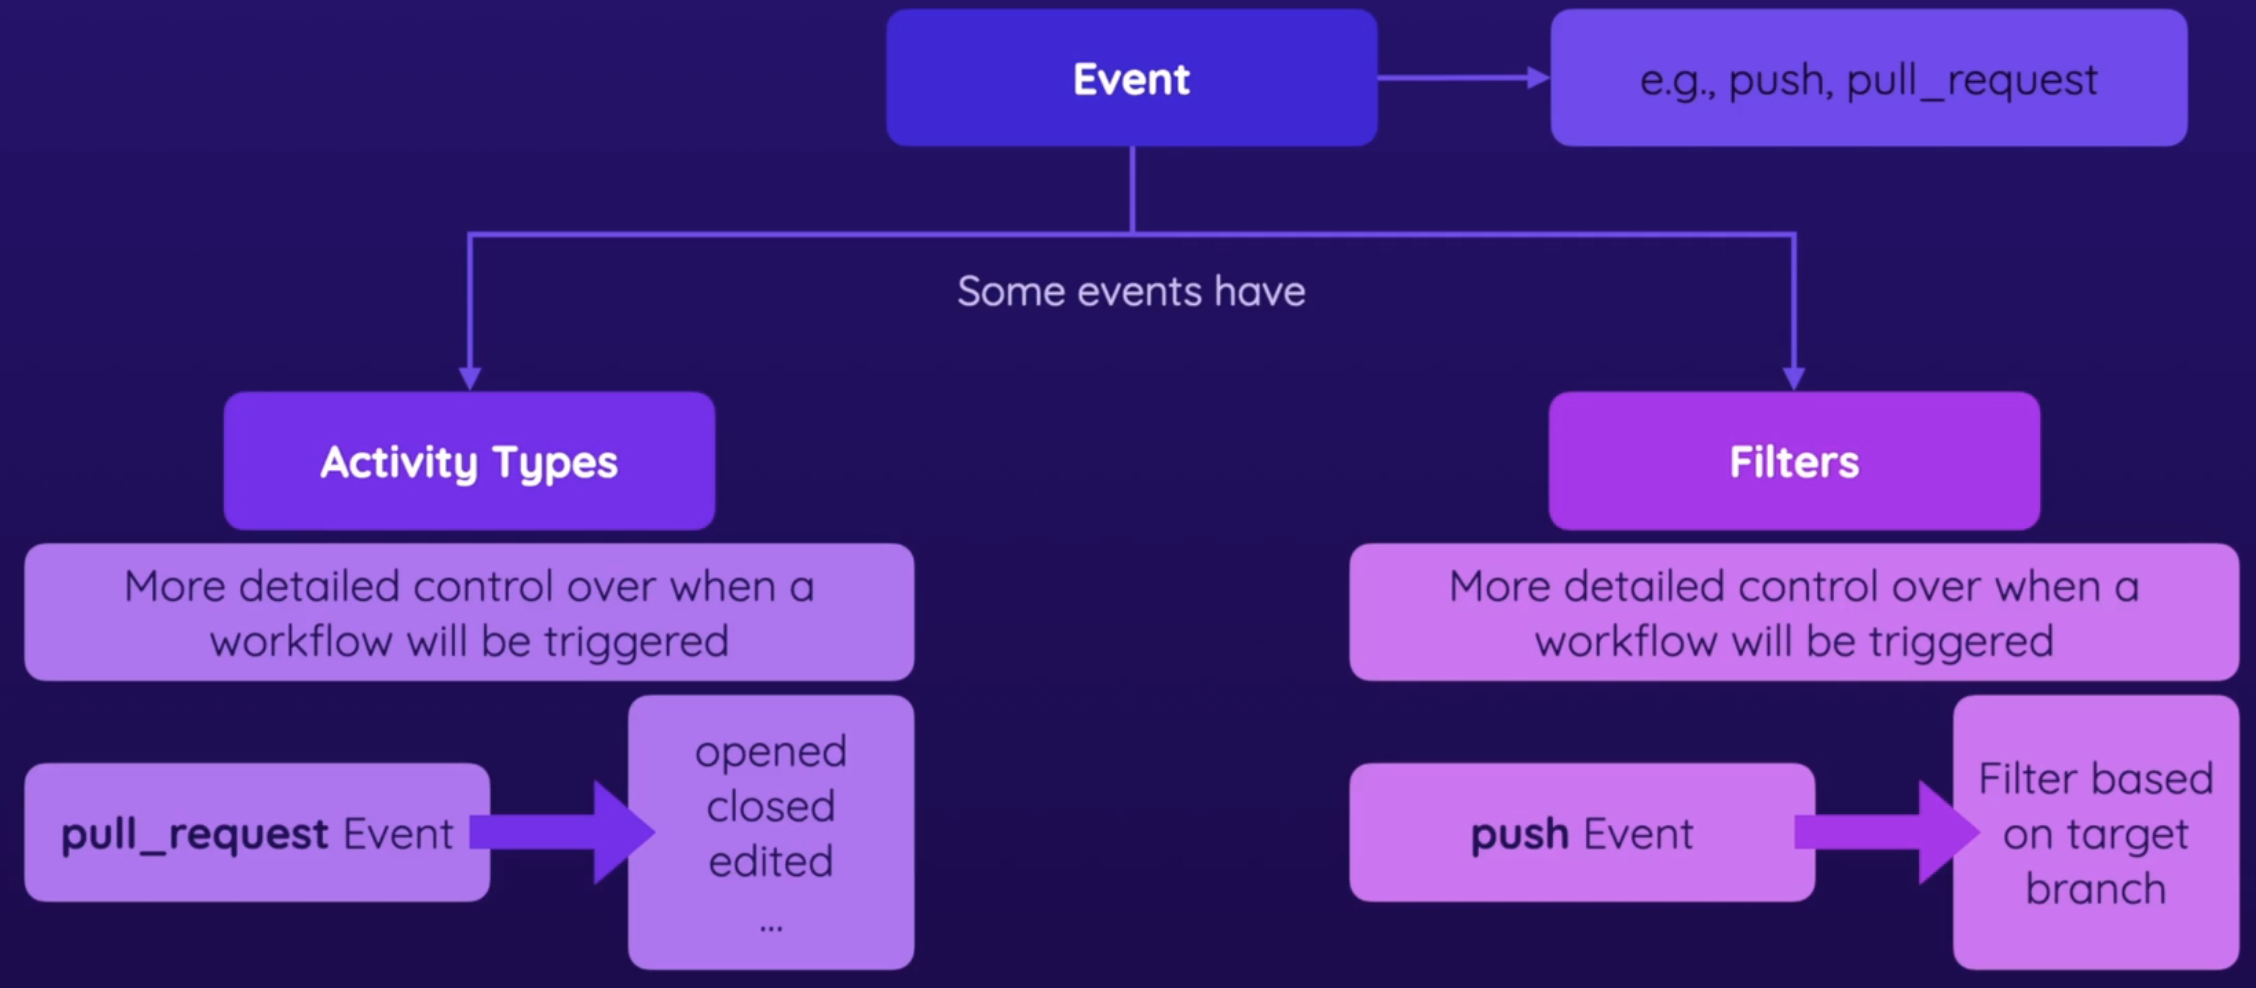 Event
e.g., push, pull_request
Some events have
Activity Types
More detailed control over when a
workflow will be triggered
pull_request Event
opened
closed
edited
...
Filters
More detailed control over when a
workflow will be triggered
push Event
Filter based
on target
branch